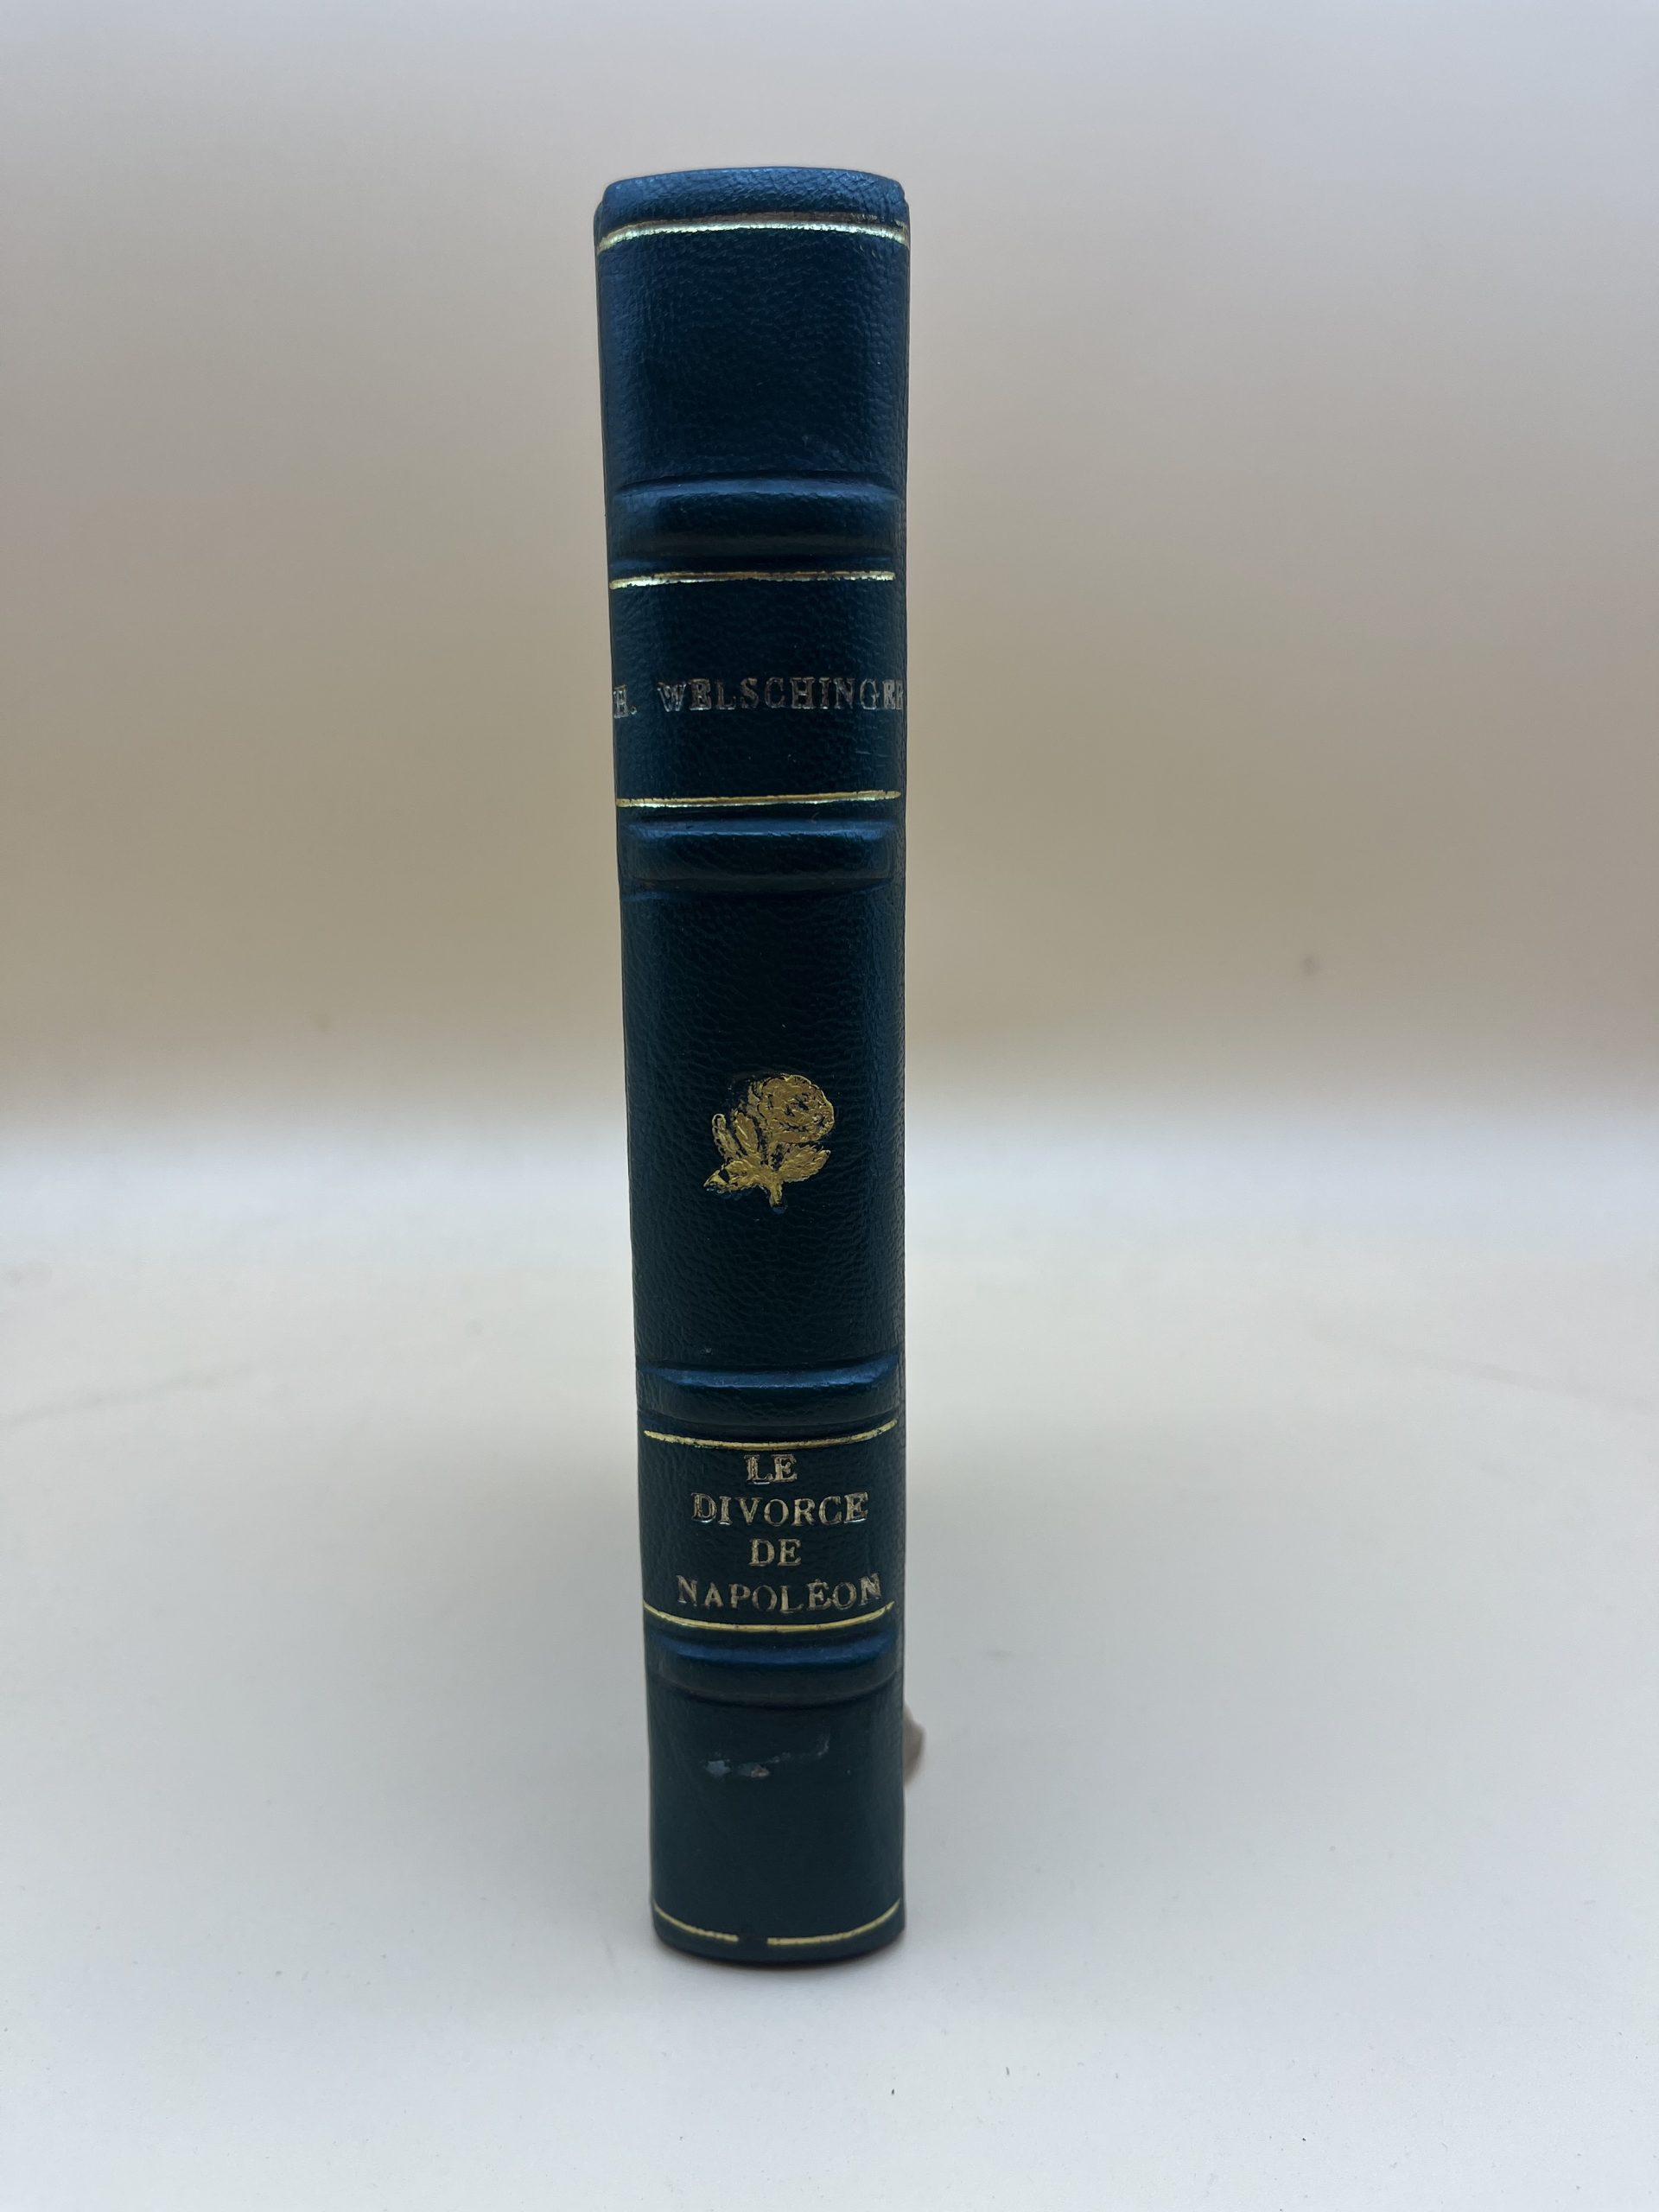 H. WELSCHINGER
LE
DIVORCE
DE
NAPOLÉON